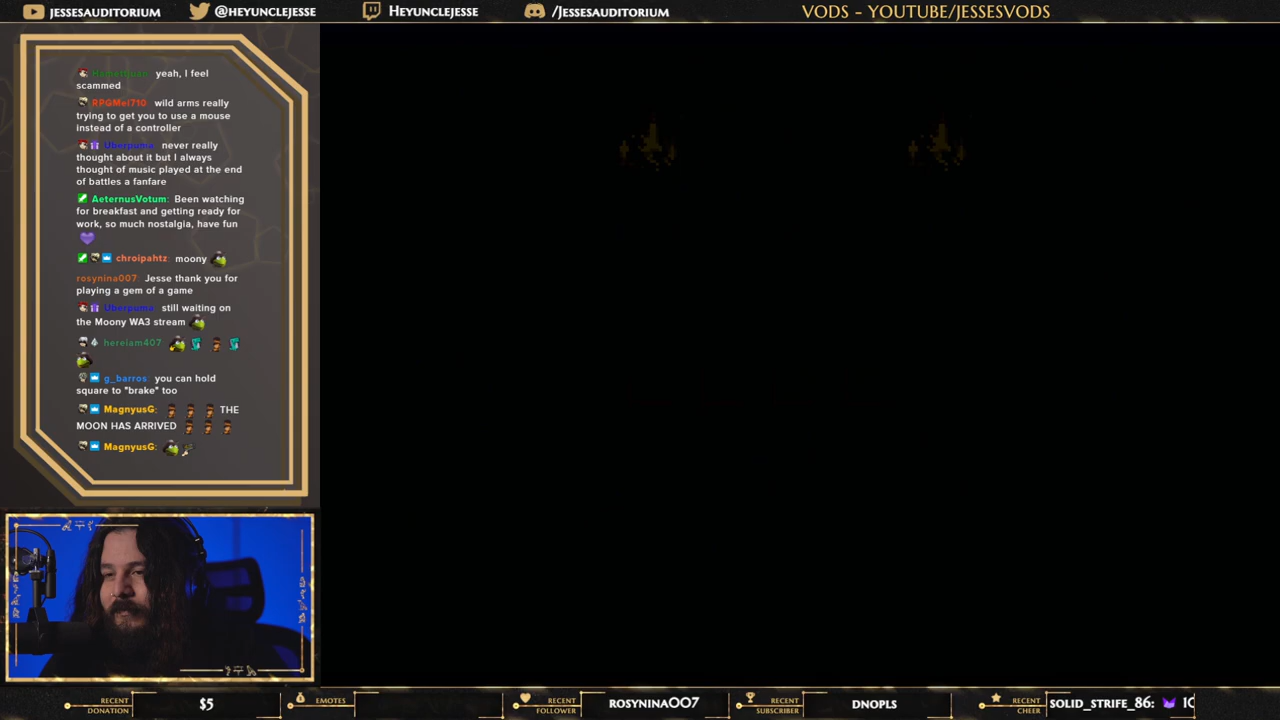 JESSESAUDITORIUM @HEYUNCLEJESSE HEYUNCLEJESSE /JESSESAUDITORIUM VODS - YOUTUBE/JESSESVODS
yeah, I feel
scammed
RPGMel710 wild arms really
trying to get you to use a mouse
instead of a controller
Uberpuma never really
thought about it but I always
thought of music played at the end
of battles a fanfare
AeternusVotum: Been watching
for breakfast and getting ready for
work, so much nostalgia, have fun
chroipahtz: moony
rosynina007: Jesse thank you for
playing a gem of a game
Uberpuma still waiting on
the Moony WA3 stream
hereiam407
g_barros: you can hold
square to "brake" too
MagnyusG: THE
MOON HAS ARRIVED
MagnyusG:
RECENT DONATION $5 EMOTES RECENT FOLLOWER ROSYNINA007 RECENT SUBSCRIBER DNOPLS RECENT CHEER SOLID_STRIFE_86: